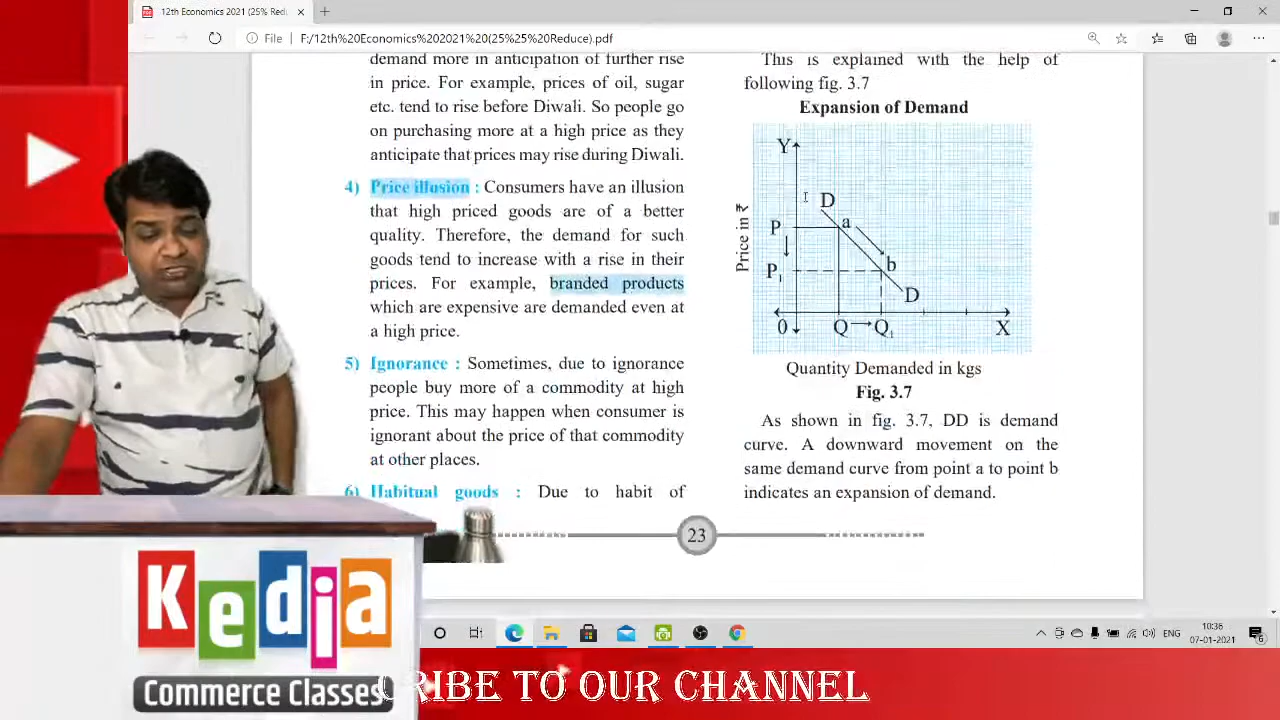 12th Economics 2021 (25% Redu
File | F:/12th%20Economics%202021%20(25%25%20Reduce).pdf
demand more in anticipation of further rise
in price. For example, prices of oil, sugar
etc. tend to rise before Diwali. So people go
on purchasing more at a high price as they
anticipate that prices may rise during Diwali.
4) Price illusion : Consumers have an illusion
that high priced goods are of a better
quality. Therefore, the demand for such
goods tend to increase with a rise in their
prices. For example, branded products
which are expensive are demanded even at
a high price.
5) Ignorance : Sometimes, due to ignorance
people buy more of a commodity at high
price. This may happen when consumer is
ignorant about the price of that commodity
at other places.
6) Habitual goods : Due to habit of
This is explained with the help of
following fig. 3.7
Expansion of Demand
Y
Price in ₹
D
P a
P1 b
D
0 Q Q1 X
Quantity Demanded in kgs
Fig. 3.7
As shown in fig. 3.7, DD is demand
curve. A downward movement on the
same demand curve from point a to point b
indicates an expansion of demand.
23
ENG
10:36
07-01-2021
6
Kedia
Commerce Classes
CRIBE TO OUR CHANNEL